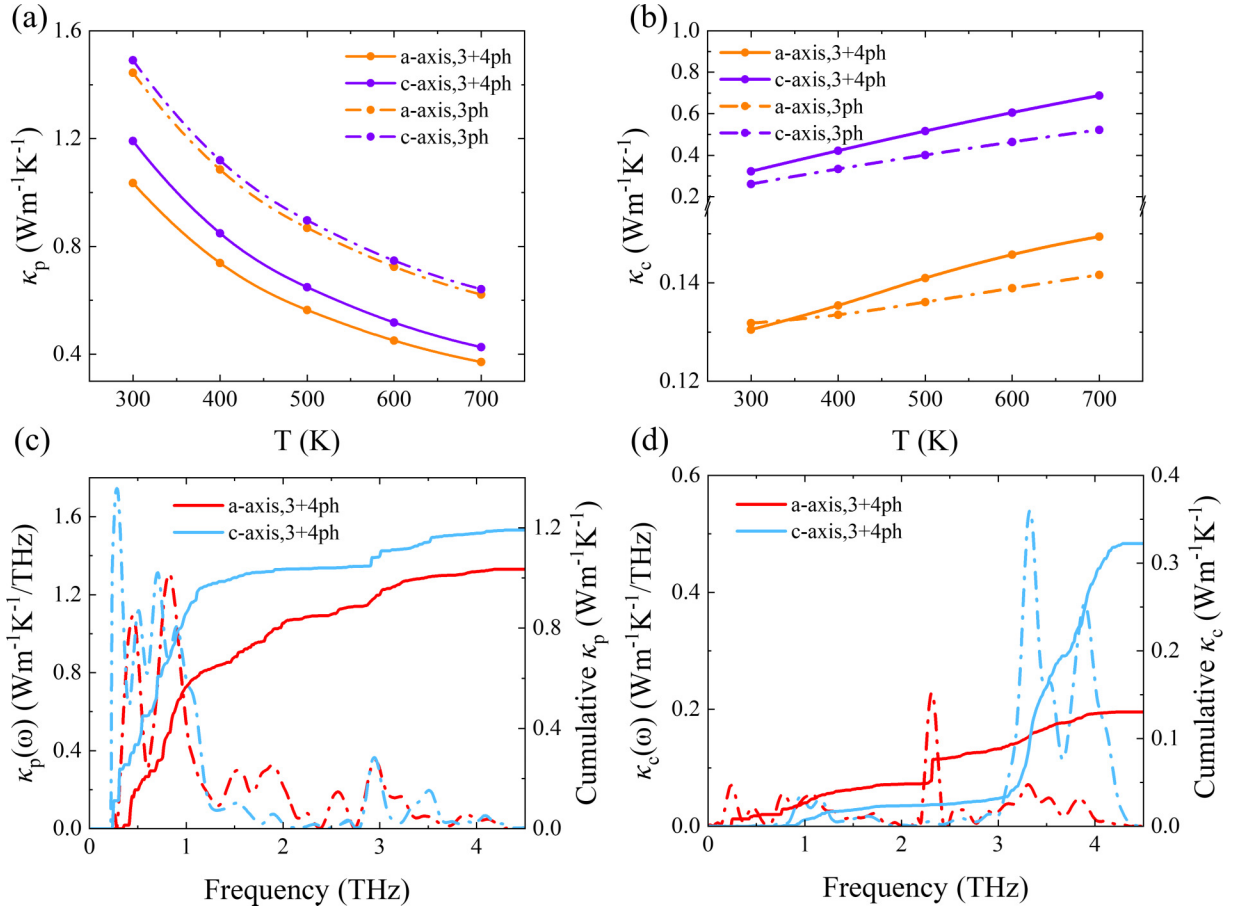 (a)
κp (Wm⁻¹K⁻¹)
1.6
1.2
0.8
0.4
a-axis,3+4ph
c-axis,3+4ph
a-axis,3ph
c-axis,3ph
300 400 500 600 700
T (K)
(b)
κc (Wm⁻¹K⁻¹)
1.0
0.8
0.6
0.4
0.2
0.14
0.12
a-axis,3+4ph
c-axis,3+4ph
a-axis,3ph
c-axis,3ph
300 400 500 600 700
T (K)
(c)
κp(ω) (Wm⁻¹K⁻¹/THz)
1.6
1.2
0.8
0.4
0.0
a-axis,3+4ph
c-axis,3+4ph
1.2
0.8
0.4
0.0
Cumulative κp (Wm⁻¹K⁻¹)
0 1 2 3 4
Frequency (THz)
(d)
κc(ω) (Wm⁻¹K⁻¹/THz)
0.6
0.4
0.2
0.0
a-axis,3+4ph
c-axis,3+4ph
0.4
0.3
0.2
0.1
0.0
Cumulative κc (Wm⁻¹K⁻¹)
0 1 2 3 4
Frequency (THz)